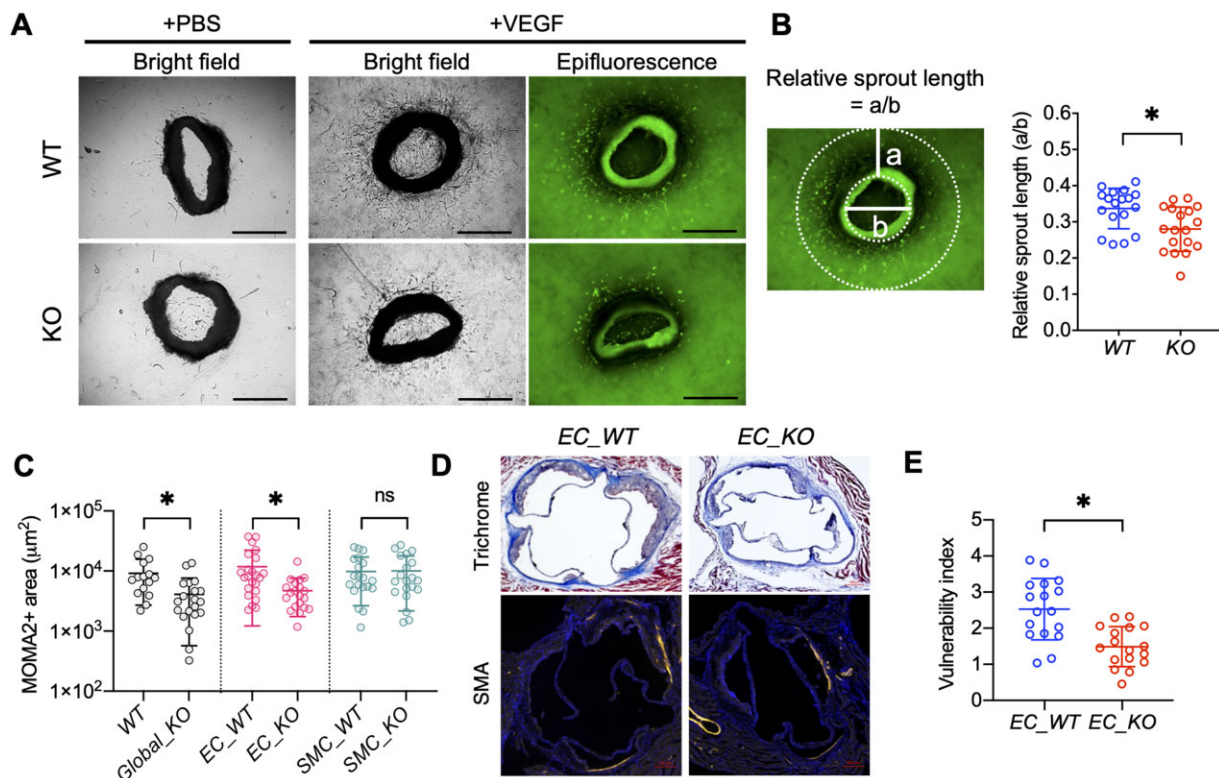 A
+PBS
+VEGF
Bright field
Bright field
Epifluorescence
WT
KO
B
Relative sprout length
= a/b
a
b
Relative sprout length (a/b)
0.6
0.5
0.4
0.3
0.2
0.1
0.0
*
WT
KO
C
MOMA2+ area (μm²)
1×10⁵
1×10⁴
1×10³
1×10²
*
*
ns
WT
Global_KO
EC_WT
EC_KO
SMC_WT
SMC_KO
D
EC_WT
EC_KO
Trichrome
SMA
E
Vulnerability index
5
4
3
2
1
0
*
EC_WT
EC_KO